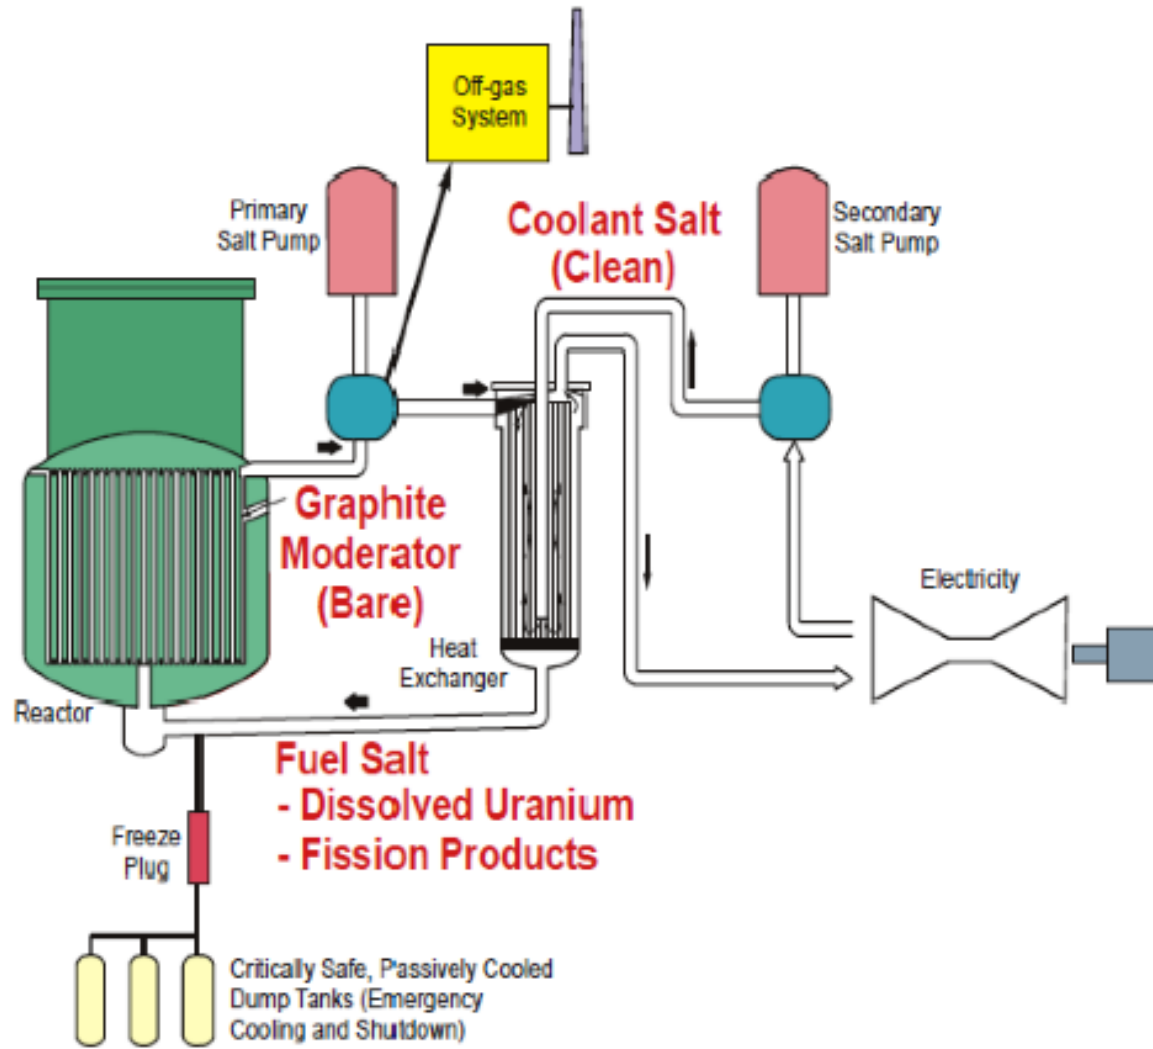 Off-gas
System
Primary
Salt Pump
Coolant Salt
(Clean)
Secondary
Salt Pump
Graphite
Moderator
(Bare)
Electricity
Heat
Exchanger
Reactor
Fuel Salt
- Dissolved Uranium
- Fission Products
Freeze
Plug
Critically Safe, Passively Cooled
Dump Tanks (Emergency
Cooling and Shutdown)